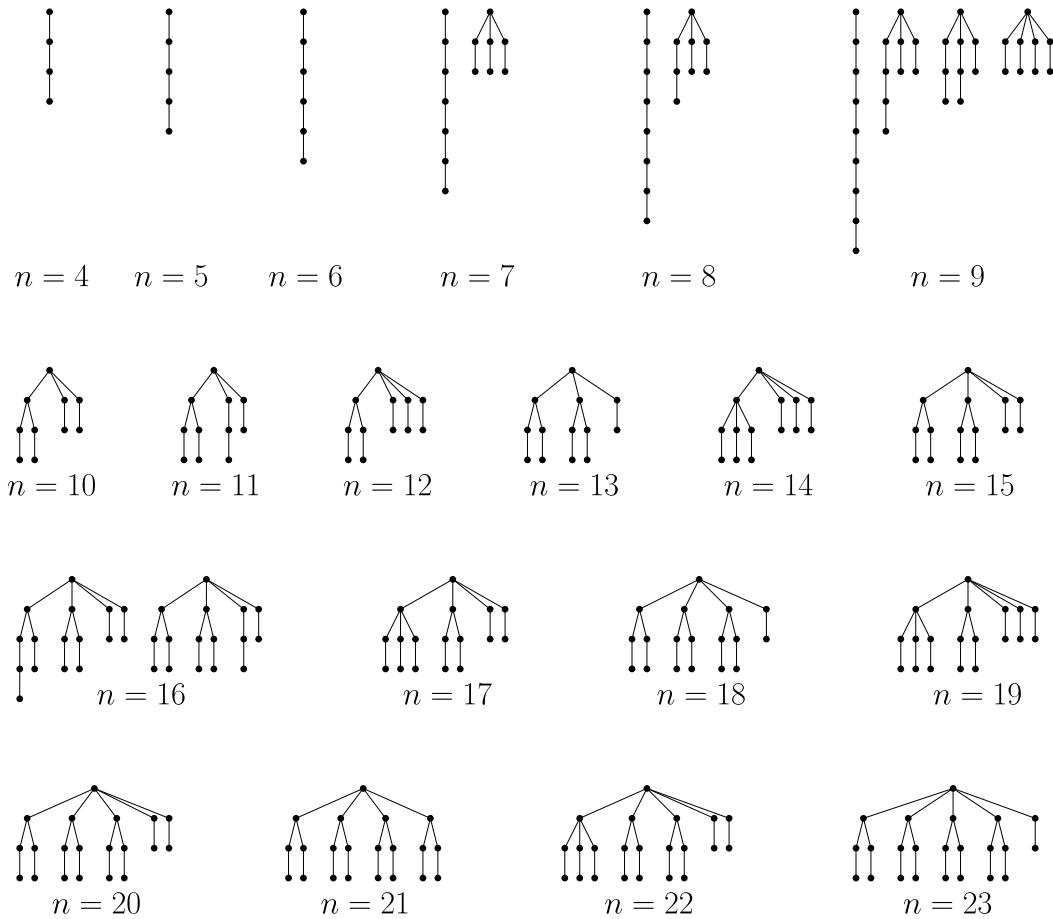 n = 4 n = 5 n = 6 n = 7 n = 8 n = 9
n = 10 n = 11 n = 12 n = 13 n = 14 n = 15
n = 16 n = 17 n = 18 n = 19
n = 20 n = 21 n = 22 n = 23